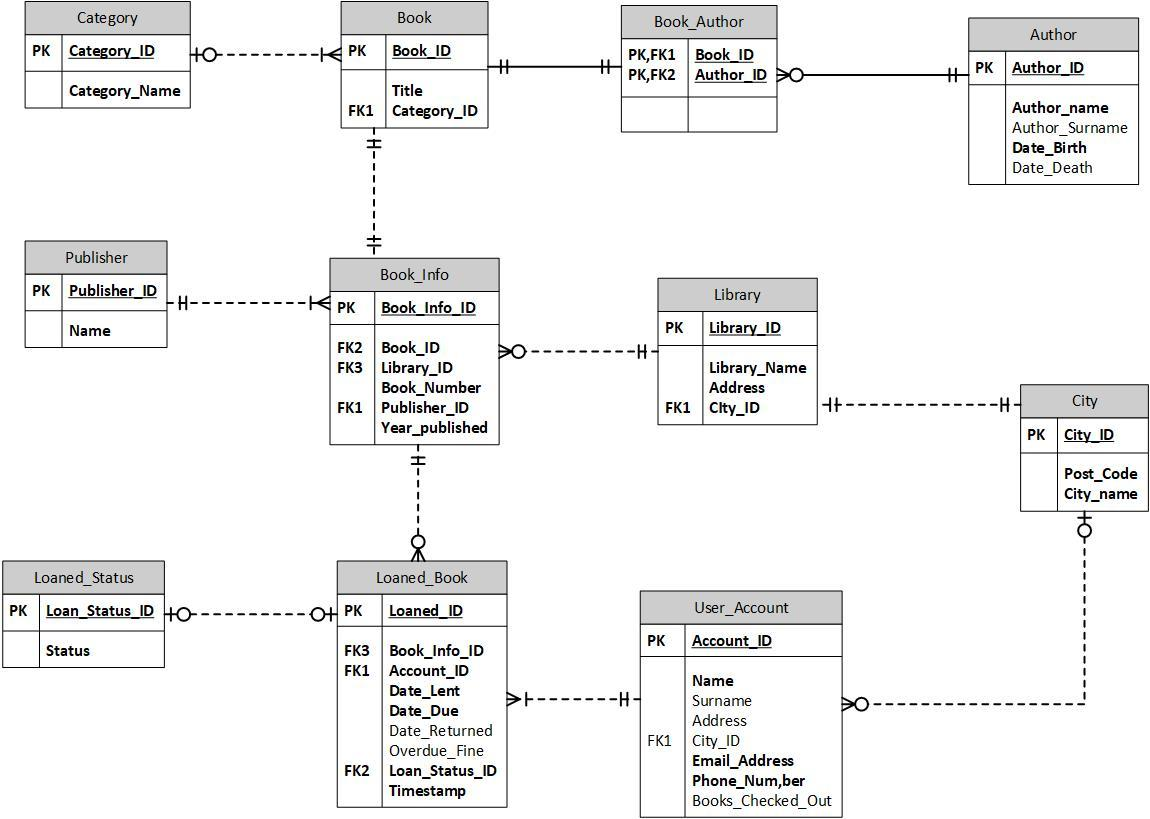 Category
PK Category_ID
Category_Name
Book
PK Book_ID
Title
FK1 Category_ID
Book_Author
PK,FK1 Book_ID
PK,FK2 Author_ID
Author
PK Author_ID
Author_name
Author_Surname
Date_Birth
Date_Death
Publisher
PK Publisher_ID
Name
Book_Info
PK Book_Info_ID
FK2 Book_ID
FK3 Library_ID
Book_Number
FK1 Publisher_ID
Year_published
Library
PK Library_ID
Library_Name
Address
FK1 CIty_ID
City
PK City_ID
Post_Code
City_name
Loaned_Status
PK Loan_Status_ID
Status
Loaned_Book
PK Loaned_ID
FK3 Book_Info_ID
FK1 Account_ID
Date_Lent
Date_Due
Date_Returned
Overdue_Fine
FK2 Loan_Status_ID
Timestamp
User_Account
PK Account_ID
Name
Surname
Address
FK1 City_ID
Email_Address
Phone_Num,ber
Books_Checked_Out